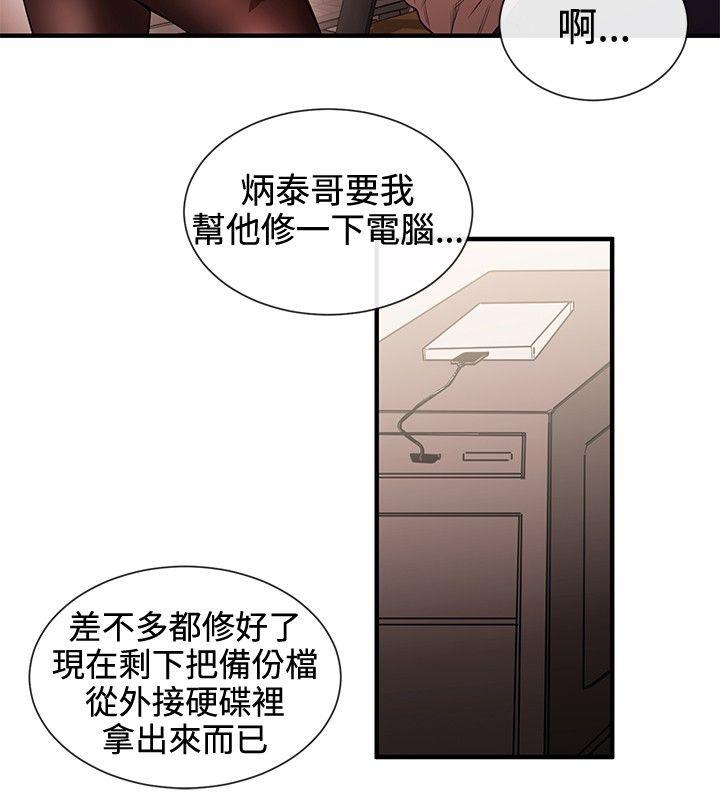 啊...
炳泰哥要我
幫他修一下電腦...
差不多都修好了
現在剩下把備份檔
從外接硬碟裡
拿出來而已